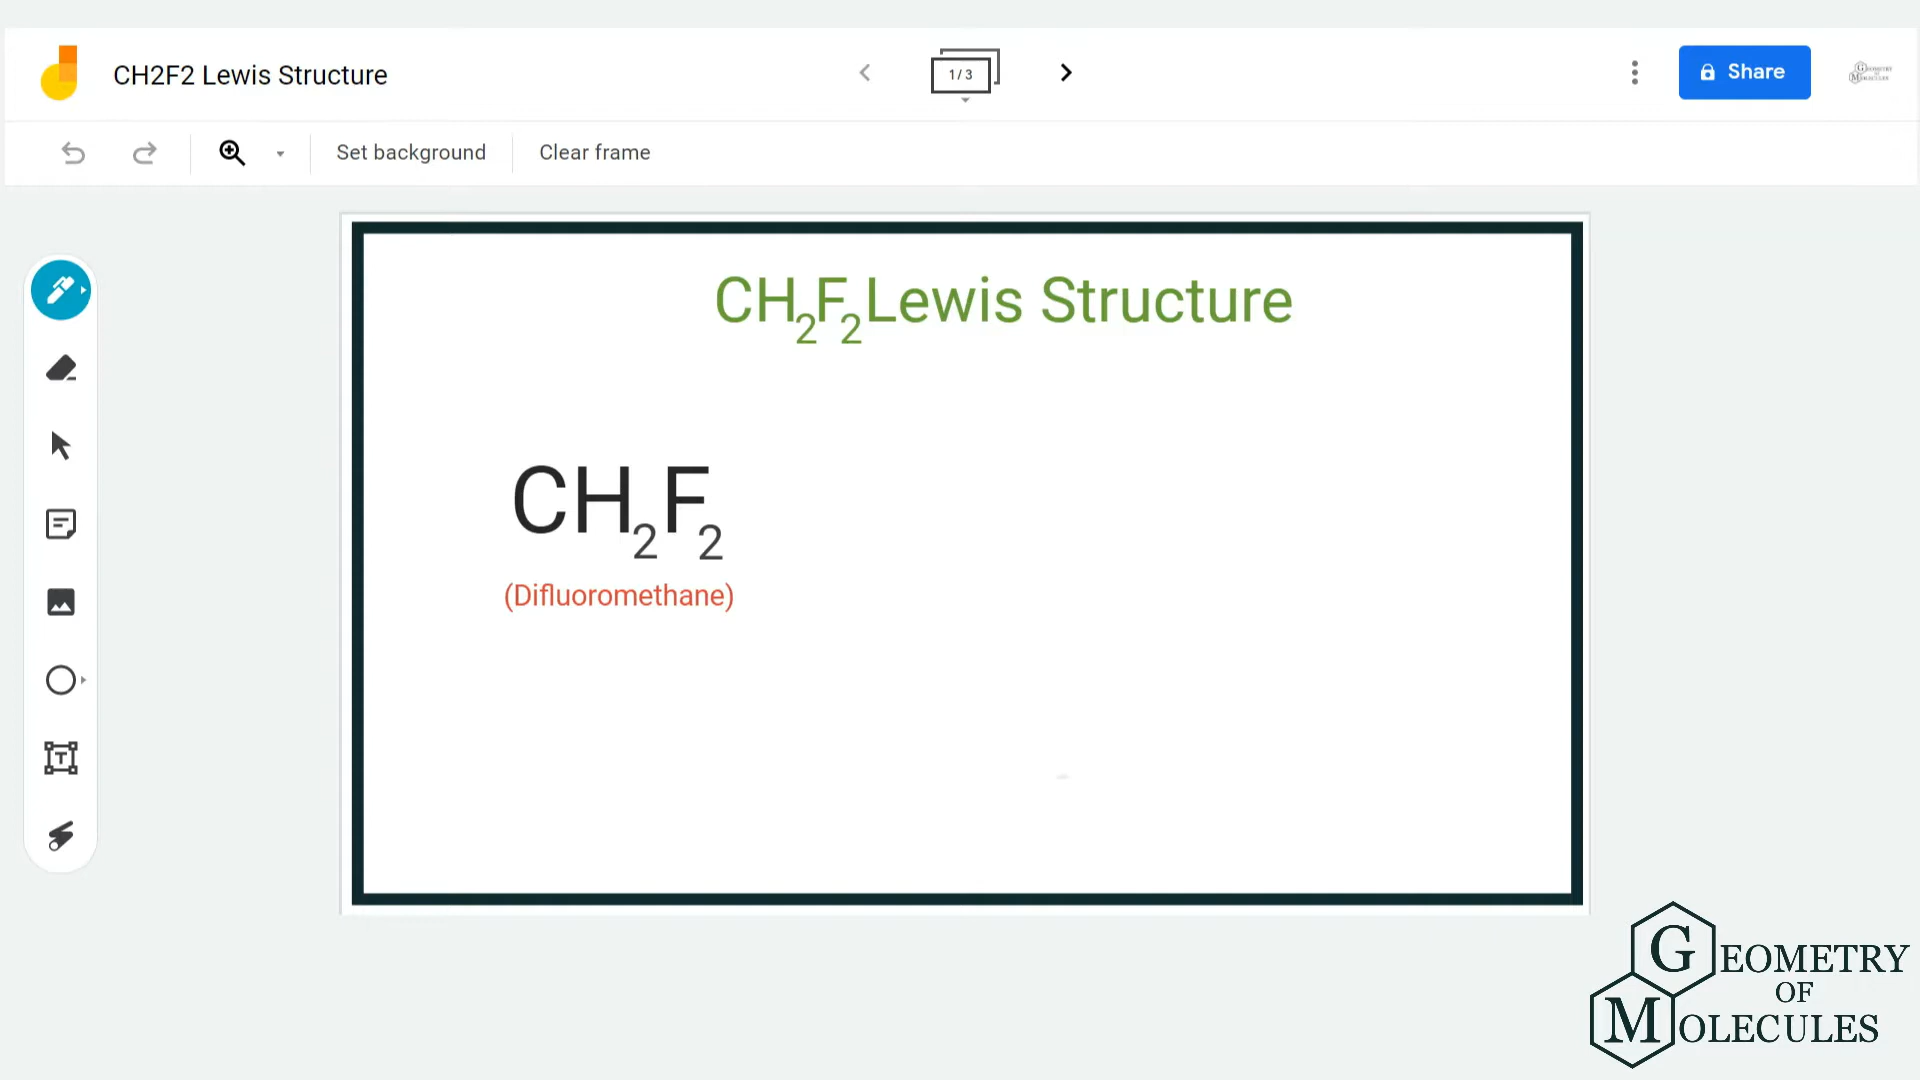 CH2F2 Lewis Structure
1/3
Share
Set background
Clear frame
CH₂F₂ Lewis Structure
CH₂F₂
(Difluoromethane)
GEOMETRY
OF
MOLECULES